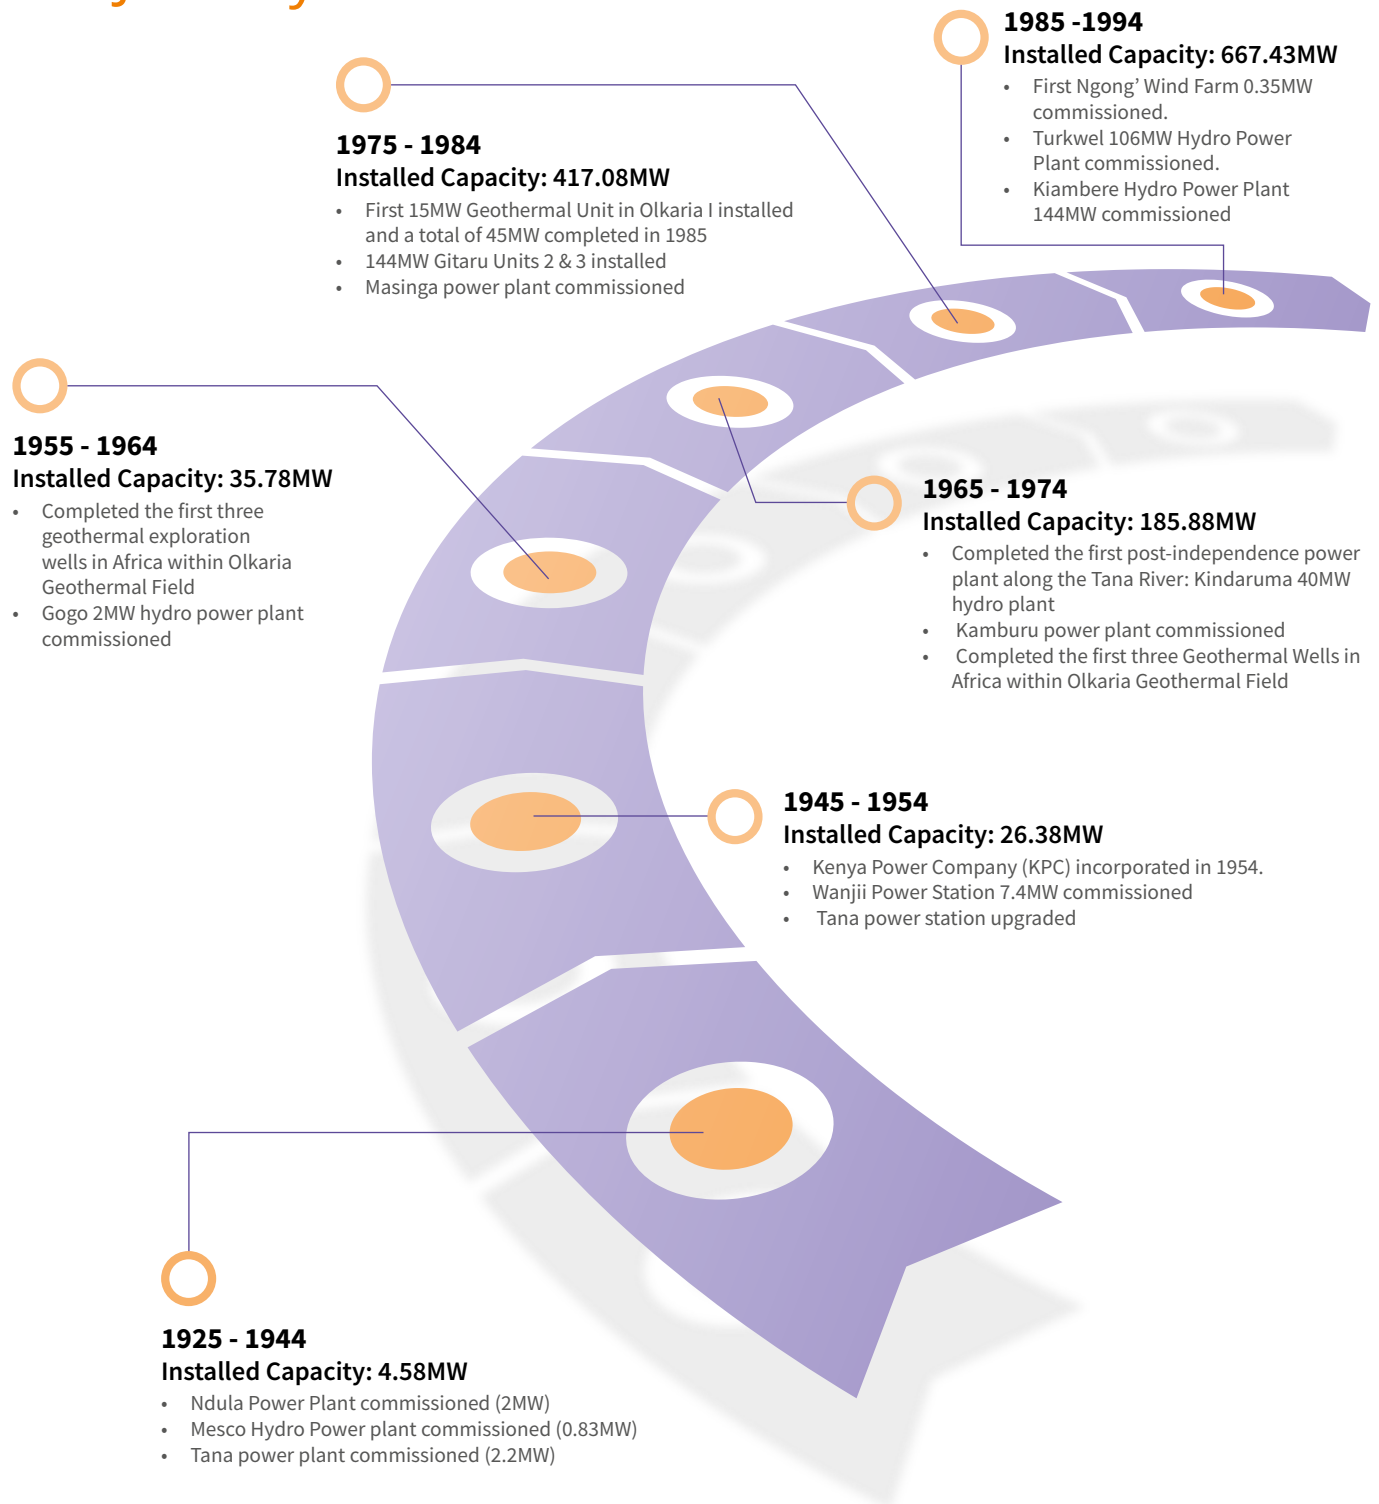 1985 -1994
Installed Capacity: 667.43MW
• First Ngong’ Wind Farm 0.35MW
commissioned.
• Turkwel 106MW Hydro Power
Plant commissioned.
• Kiambere Hydro Power Plant
144MW commissioned
1975 - 1984
Installed Capacity: 417.08MW
• First 15MW Geothermal Unit in Olkaria I installed
and a total of 45MW completed in 1985
• 144MW Gitaru Units 2 & 3 installed
• Masinga power plant commissioned
1955 - 1964
Installed Capacity: 35.78MW
• Completed the first three
geothermal exploration
wells in Africa within Olkaria
Geothermal Field
• Gogo 2MW hydro power plant
commissioned
1965 - 1974
Installed Capacity: 185.88MW
• Completed the first post-independence power
plant along the Tana River: Kindaruma 40MW
hydro plant
• Kamburu power plant commissioned
• Completed the first three Geothermal Wells in
Africa within Olkaria Geothermal Field
1945 - 1954
Installed Capacity: 26.38MW
• Kenya Power Company (KPC) incorporated in 1954.
• Wanjii Power Station 7.4MW commissioned
• Tana power station upgraded
1925 - 1944
Installed Capacity: 4.58MW
• Ndula Power Plant commissioned (2MW)
• Mesco Hydro Power plant commissioned (0.83MW)
• Tana power plant commissioned (2.2MW)